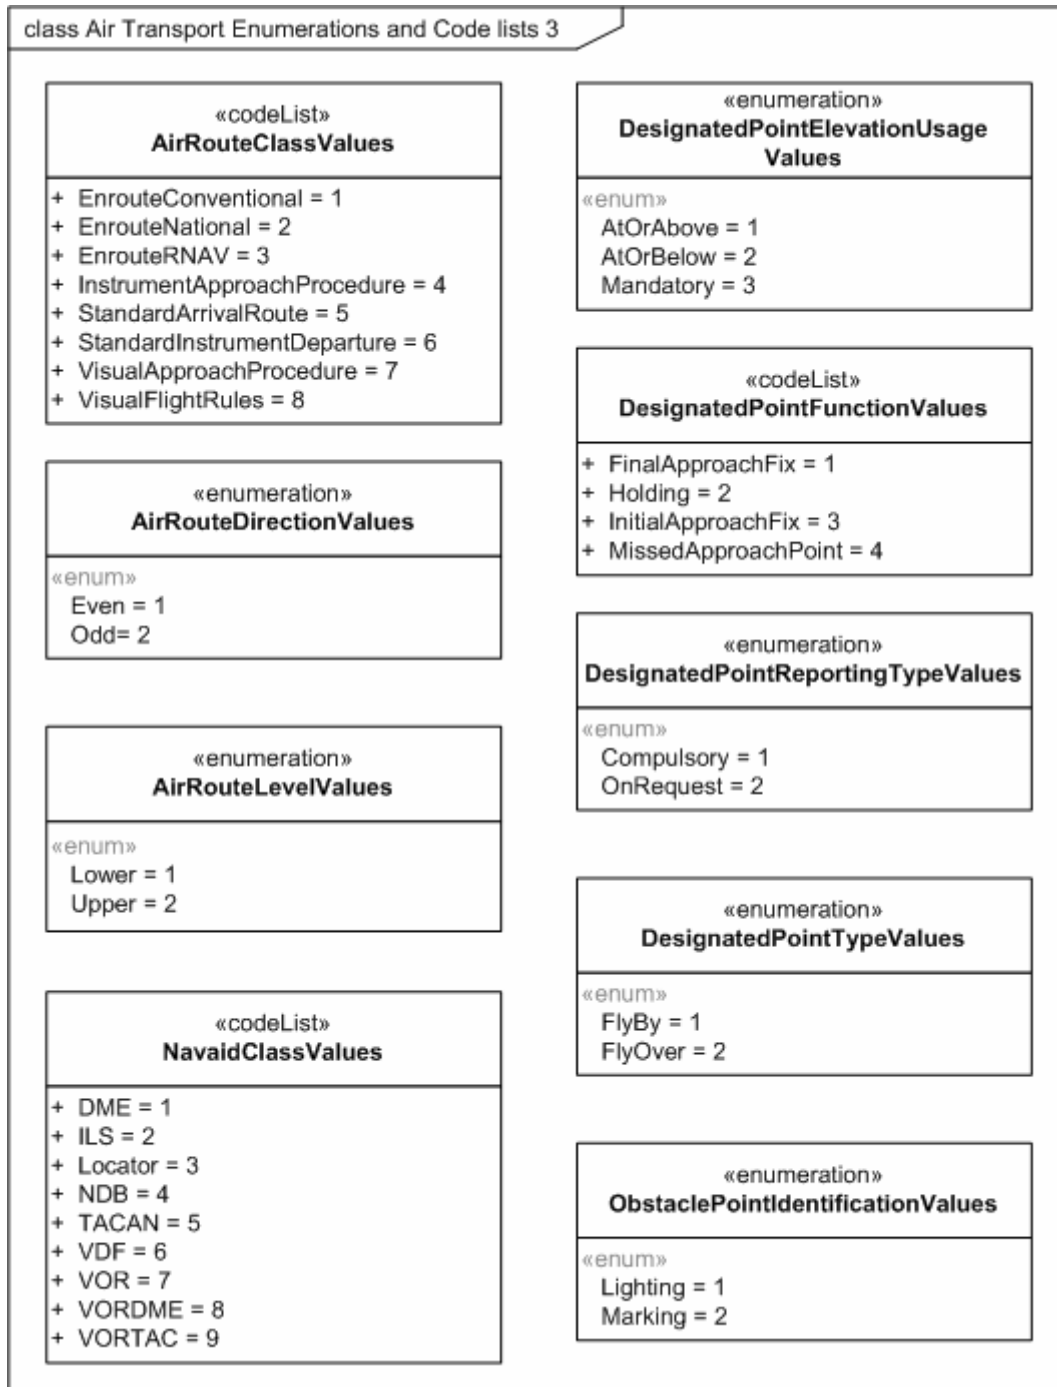 class Air Transport Enumerations and Code lists 3
«codeList»
AirRouteClassValues
+ EnrouteConventional = 1
+ EnrouteNational = 2
+ EnrouteRNAV = 3
+ InstrumentApproachProcedure = 4
+ StandardArrivalRoute = 5
+ StandardInstrumentDeparture = 6
+ VisualApproachProcedure = 7
+ VisualFlightRules = 8
«enumeration»
AirRouteDirectionValues
«enum»
Even = 1
Odd= 2
«enumeration»
AirRouteLevelValues
«enum»
Lower = 1
Upper = 2
«codeList»
NavaidClassValues
+ DME = 1
+ ILS = 2
+ Locator = 3
+ NDB = 4
+ TACAN = 5
+ VDF = 6
+ VOR = 7
+ VORDME = 8
+ VORTAC = 9
«enumeration»
DesignatedPointElevationUsage
Values
«enum»
AtOrAbove = 1
AtOrBelow = 2
Mandatory = 3
«codeList»
DesignatedPointFunctionValues
+ FinalApproachFix = 1
+ Holding = 2
+ InitialApproachFix = 3
+ MissedApproachPoint = 4
«enumeration»
DesignatedPointReportingTypeValues
«enum»
Compulsory = 1
OnRequest = 2
«enumeration»
DesignatedPointTypeValues
«enum»
FlyBy = 1
FlyOver = 2
«enumeration»
ObstaclePointIdentificationValues
«enum»
Lighting = 1
Marking = 2